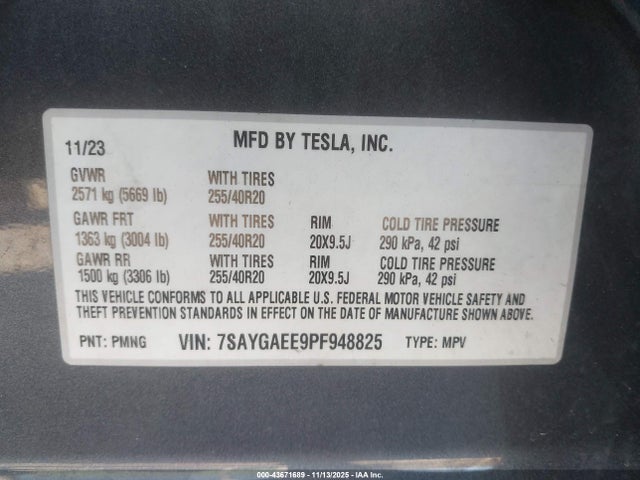 11/23 MFD BY TESLA, INC.
GVWR WITH TIRES
2571 kg (5669 lb) 255/40R20
GAWR FRT WITH TIRES RIM COLD TIRE PRESSURE
1363 kg (3004 lb) 255/40R20 20X9.5J 290 kPa, 42 psi
GAWR RR WITH TIRES RIM COLD TIRE PRESSURE
1500 kg (3306 lb) 255/40R20 20X9.5J 290 kPa, 42 psi
THIS VEHICLE CONFORMS TO ALL APPLICABLE U.S. FEDERAL MOTOR VEHICLE SAFETY AND
THEFT PREVENTION STANDARDS IN EFFECT ON THE DATE OF MANUFACTURE SHOWN ABOVE.
PNT: PMNG VIN: 7SAYGAEE9PF948825 TYPE: MPV
000-43671689 - 11/13/2025 - IAA Inc.